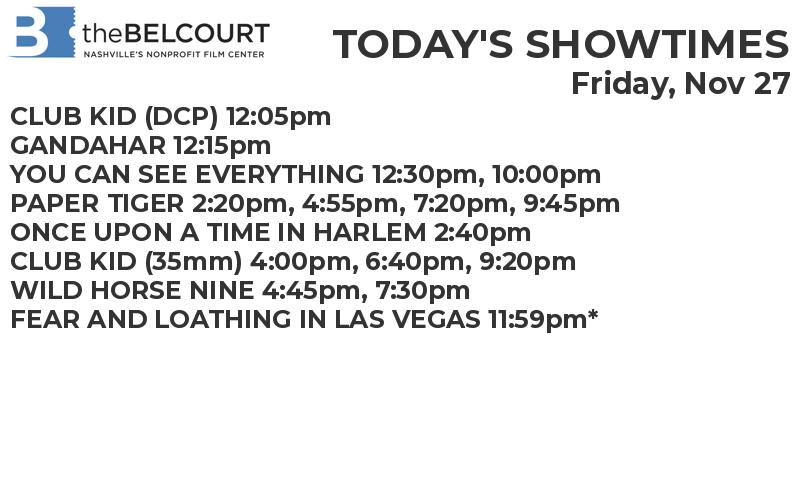 B theBELCOURT
NASHVILLE'S NONPROFIT FILM CENTER
TODAY'S SHOWTIMES
Friday, Nov 27
CLUB KID (DCP) 12:05pm
GANDAHAR 12:15pm
YOU CAN SEE EVERYTHING 12:30pm, 10:00pm
PAPER TIGER 2:20pm, 4:55pm, 7:20pm, 9:45pm
ONCE UPON A TIME IN HARLEM 2:40pm
CLUB KID (35mm) 4:00pm, 6:40pm, 9:20pm
WILD HORSE NINE 4:45pm, 7:30pm
FEAR AND LOATHING IN LAS VEGAS 11:59pm*